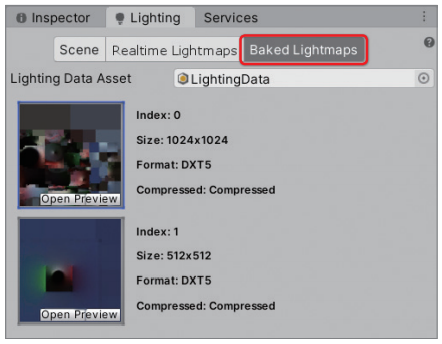 Inspector Lighting Services
Scene Realtime Lightmaps Baked Lightmaps
Lighting Data Asset LightingData
Index: 0
Size: 1024x1024
Format: DXT5
Compressed: Compressed
Open Preview
Index: 1
Size: 512x512
Format: DXT5
Compressed: Compressed
Open Preview